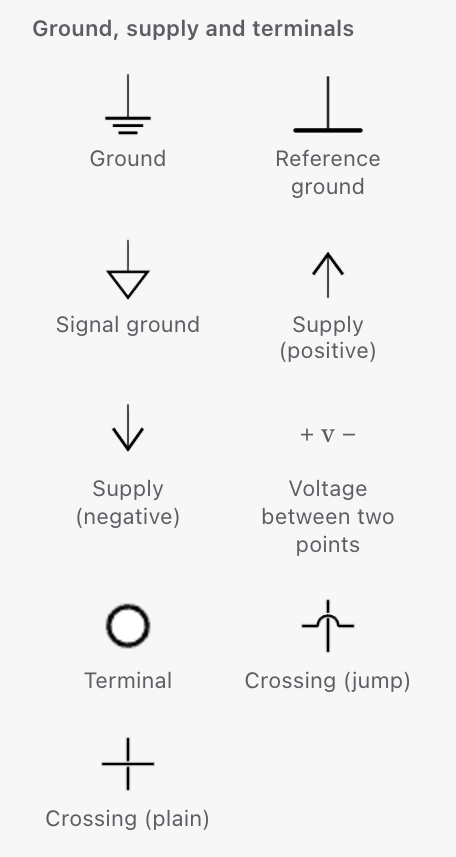 Ground, supply and terminals
Ground
Reference
ground
Signal ground
Supply
(positive)
Supply
(negative)
+ v −
Voltage
between two
points
Terminal
Crossing (jump)
Crossing (plain)